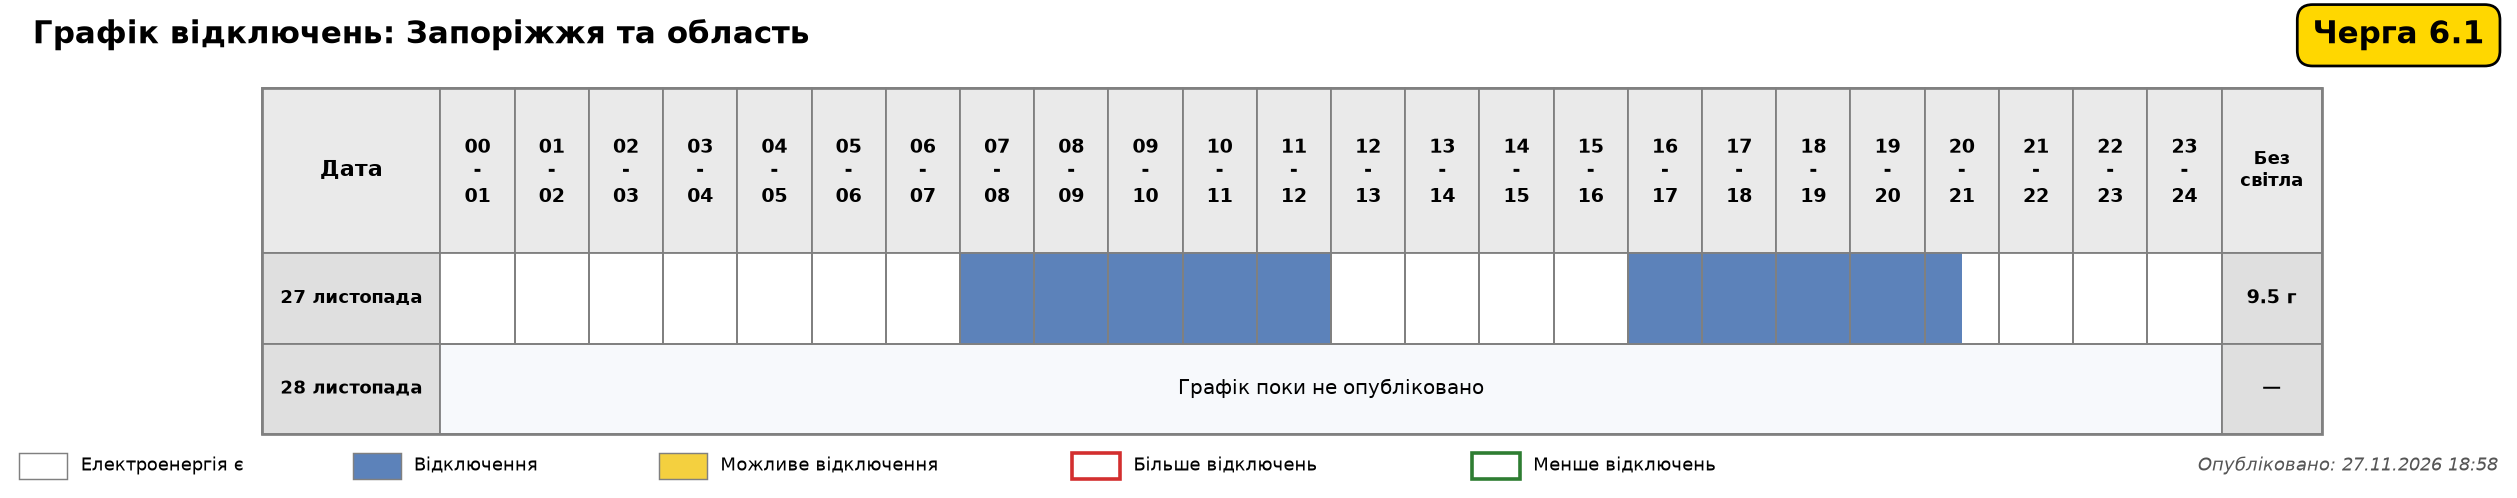 Графік відключень: Запоріжжя та область
Черга 6.1
Дата
00 - 01
01 - 02
02 - 03
03 - 04
04 - 05
05 - 06
06 - 07
07 - 08
08 - 09
09 - 10
10 - 11
11 - 12
12 - 13
13 - 14
14 - 15
15 - 16
16 - 17
17 - 18
18 - 19
19 - 20
20 - 21
21 - 22
22 - 23
23 - 24
Без
світла
27 листопада
9.5 г
28 листопада
Графік поки не опубліковано
—
Електроенергія є
Відключення
Можливе відключення
Більше відключень
Менше відключень
Опубліковано: 27.11.2026 18:58